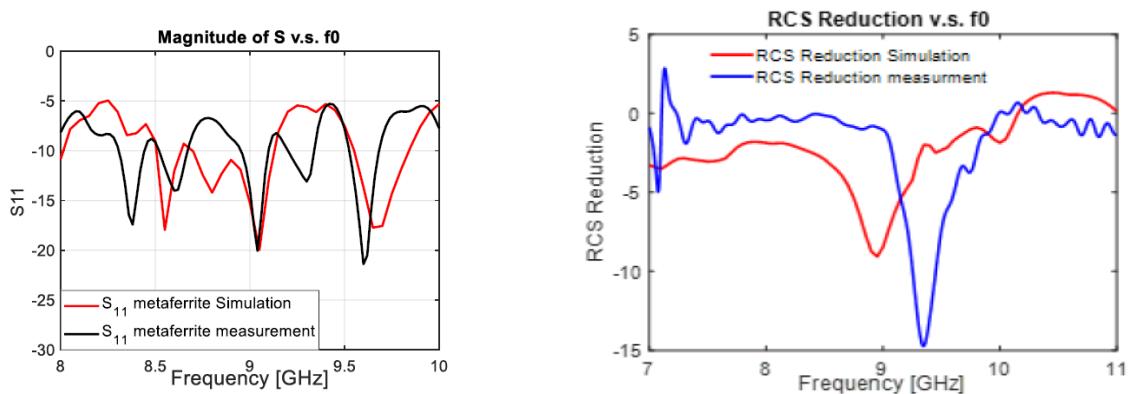 Magnitude of S v.s. f0
0
-5
-10
-15
-20
-25
-30
S11
S11 metaferrite Simulation
S11 metaferrite measurement
8
8.5
9
9.5
10
Frequency [GHz]
RCS Reduction v.s. f0
5
0
-5
-10
-15
RCS Reduction
RCS Reduction Simulation
RCS Reduction measurment
7
8
9
10
11
Frequency [GHz]